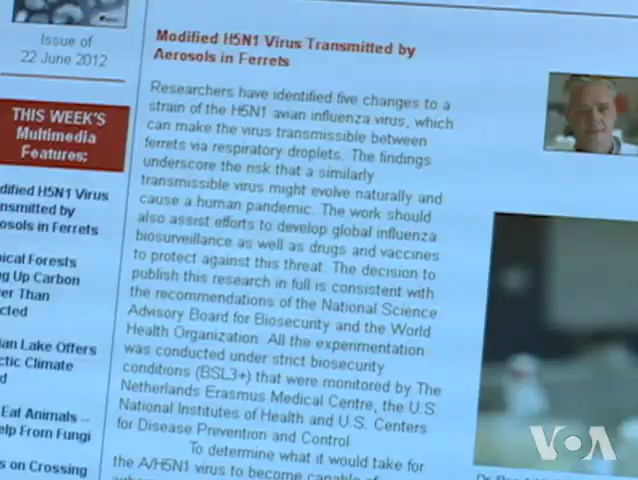 Issue of
22 June 2012
THIS WEEK'S
Multimedia
Features:
dified H5N1 Virus
nsmitted by
osols in Ferrets
ical Forests
g Up Carbon
er Than
cted
an Lake Offers
ctic Climate
d
Eat Animals --
elp From Fungi
s on Crossing
Modified H5N1 Virus Transmitted by
Aerosols in Ferrets
Researchers have identified five changes to a
strain of the H5N1 avian influenza virus, which
can make the virus transmissible between
ferrets via respiratory droplets. The findings
underscore the risk that a similarly
transmissible virus might evolve naturally and
cause a human pandemic. The work should
also assist efforts to develop global influenza
biosurveillance as well as drugs and vaccines
to protect against this threat. The decision to
publish this research in full is consistent with
the recommendations of the National Science
Advisory Board for Biosecurity and the World
Health Organization. All the experimentation
was conducted under strict biosecurity
conditions (BSL3+) that were monitored by The
Netherlands Erasmus Medical Centre, the U.S.
National Institutes of Health and U.S. Centers
for Disease Prevention and Control.
To determine what it would take for
the A/H5N1 virus to become capable of
VOA